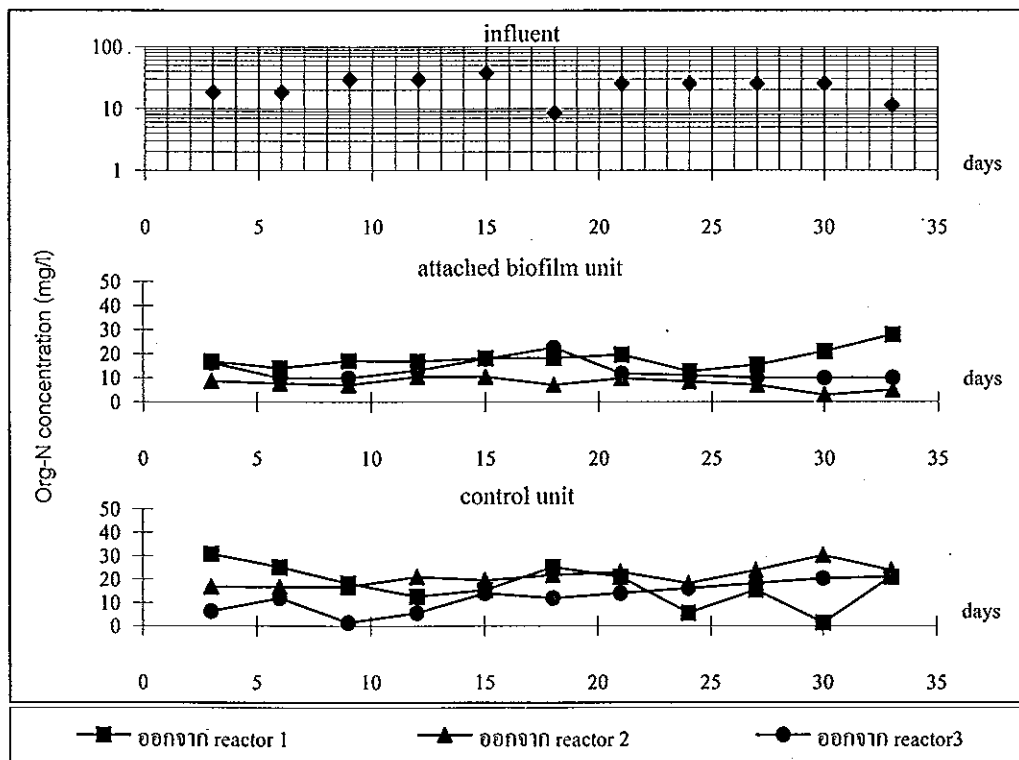 influent
100
10
1
days
0 5 10 15 20 25 30 35
Org-N concentration (mg/l)
attached biofilm unit
50
40
30
20
10
0
days
0 5 10 15 20 25 30 35
control unit
50
40
30
20
10
0
days
0 5 10 15 20 25 30 35
ออกจาก reactor 1 ออกจาก reactor 2 ออกจาก reactor3